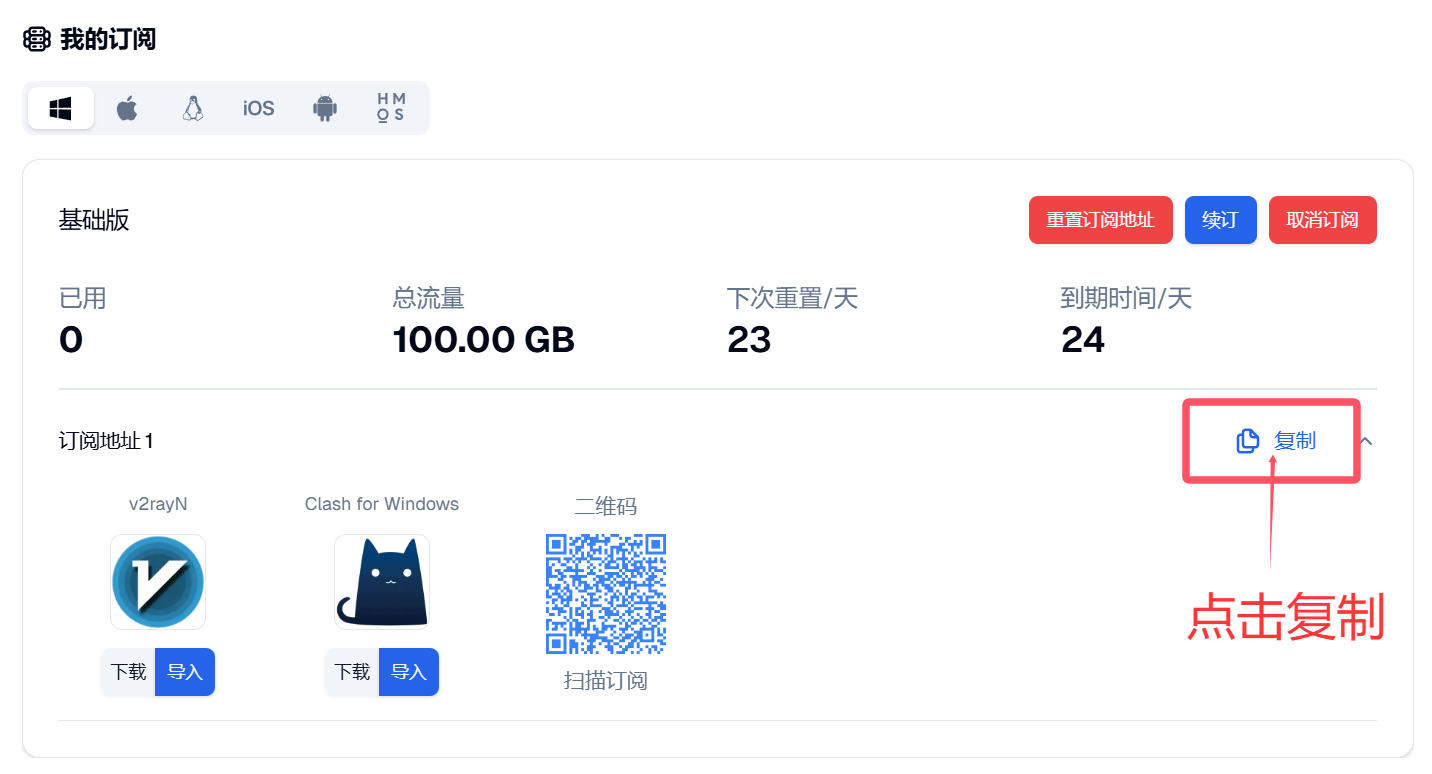 我的订阅
iOS
HM
OS
基础版
重置订阅地址
续订
取消订阅
已用
总流量
下次重置/天
到期时间/天
0
100.00 GB
23
24
订阅地址1
复制
v2rayN
Clash for Windows
二维码
点击复制
下载
导入
下载
导入
扫描订阅